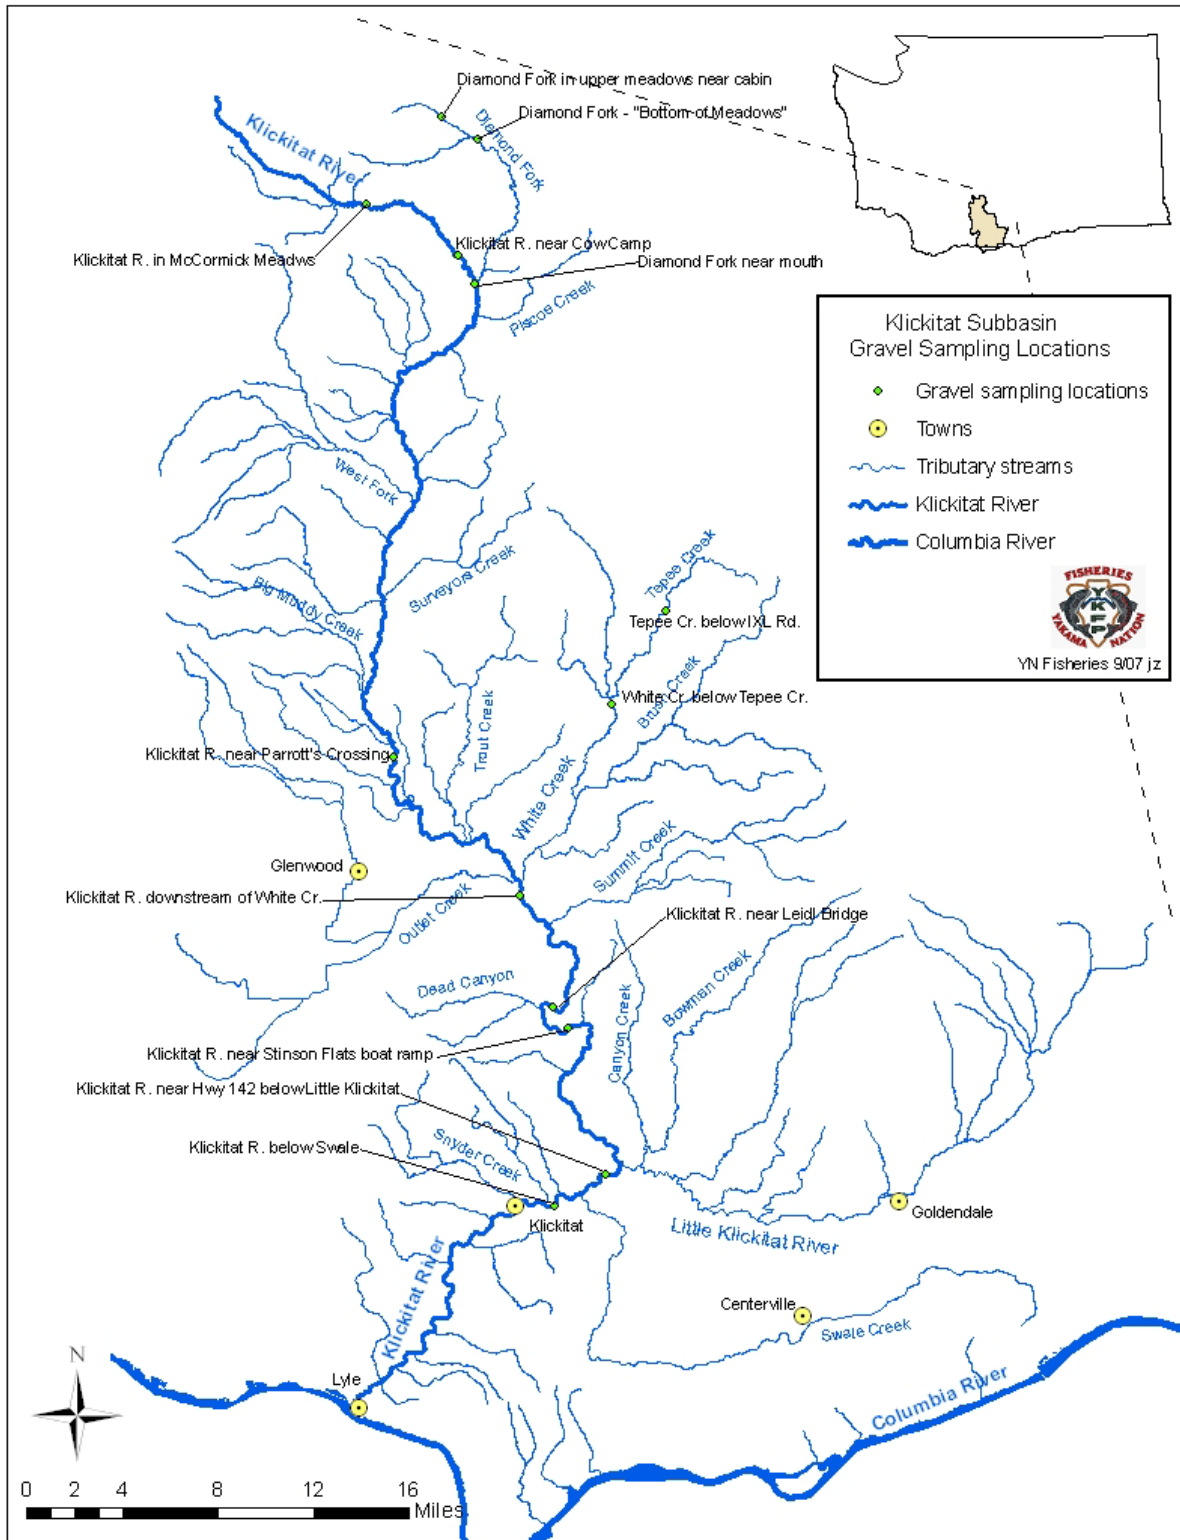 Diamond Fork in upper meadows near cabin
Diamond Fork - "Bottom of Meadows"
Diamond Fork
Klickitat River
Klickitat R. in McCormick Meadws
Klickitat R. near Cow Camp
Diamond Fork near mouth
Piscoe Creek
Klickitat Subbasin
Gravel Sampling Locations
Gravel sampling locations
Towns
Tributary streams
Klickitat River
Columbia River
FISHERIES
YKFP
YAKAMA NATION
YN Fisheries 9/07 jz
West Fork
Surveyors Creek
Big Muddy Creek
Tepee Creek
Tepee Cr. below IXL Rd.
White Cr. below Tepee Cr.
Brush Creek
Trout Creek
Klickitat R. near Parrott's Crossing
White Creek
Summit Creek
Glenwood
Klickitat R. downstream of White Cr.
Outlet Creek
Klickitat R. near Leidl Bridge
Dead Canyon
Canyon Creek
Bowman Creek
Klickitat R. near Stinson Flats boat ramp
Klickitat R. near Hwy 142 below Little Klickitat
Klickitat R. below Swale
Snyder Creek
Klickitat
Little Klickitat River
Goldendale
Klickitat River
Centerville
Swale Creek
Columbia River
Lyle
N
0 2 4 8 12 16
Miles